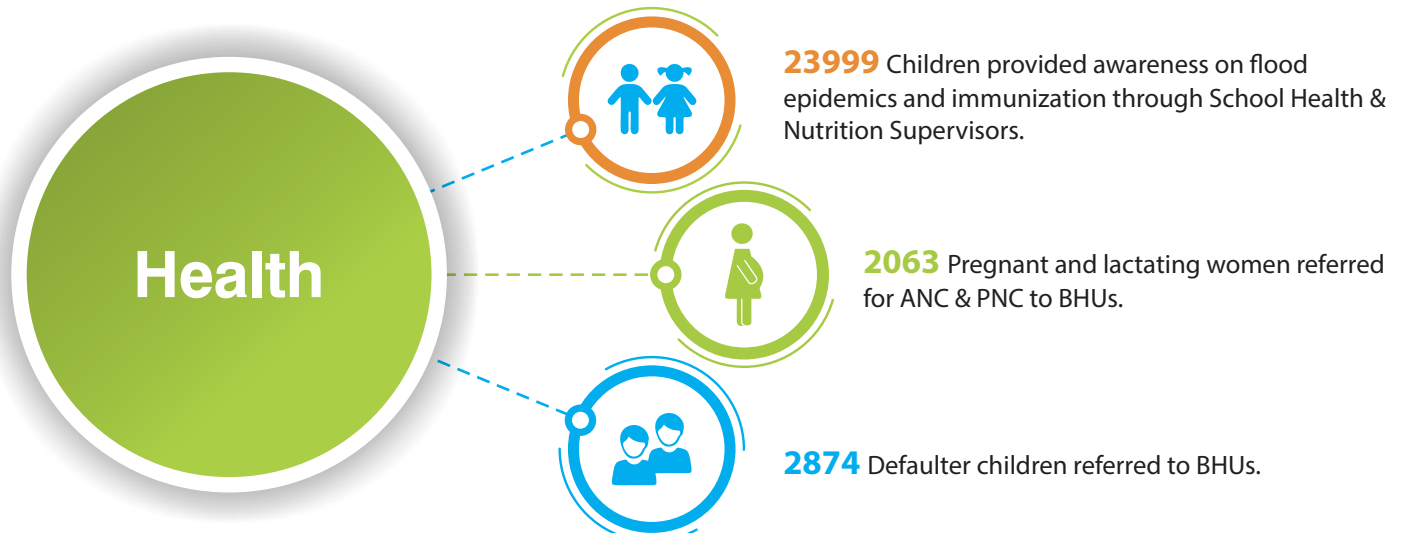 Health
23999 Children provided awareness on flood
epidemics and immunization through School Health &
Nutrition Supervisors.
2063 Pregnant and lactating women referred
for ANC & PNC to BHUs.
2874 Defaulter children referred to BHUs.